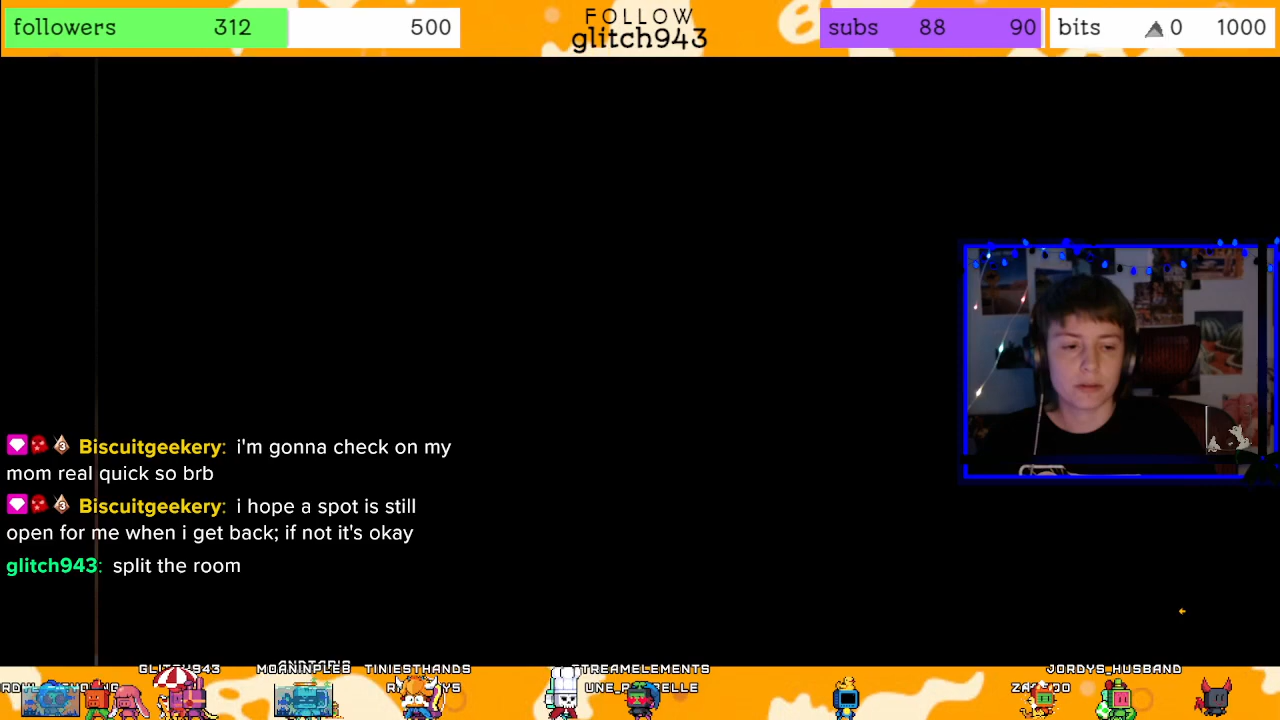 followers 312 500
FOLLOW
glitch943
subs 88 90
bits 0 1000
Biscuitgeekery: i'm gonna check on my
mom real quick so brb
Biscuitgeekery: i hope a spot is still
open for me when i get back; if not it's okay
glitch943: split the room
TINIESTHANDS
JORDYS_HUSBAND